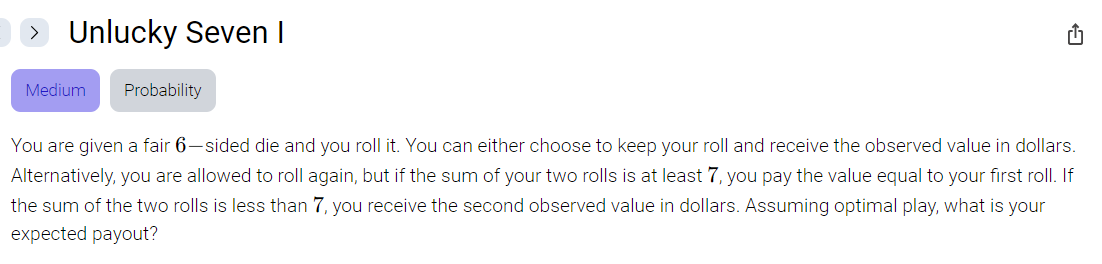 Unlucky Seven I
Medium Probability
You are given a fair 6−sided die and you roll it. You can either choose to keep your roll and receive the observed value in dollars.
Alternatively, you are allowed to roll again, but if the sum of your two rolls is at least 7, you pay the value equal to your first roll. If
the sum of the two rolls is less than 7, you receive the second observed value in dollars. Assuming optimal play, what is your
expected payout?